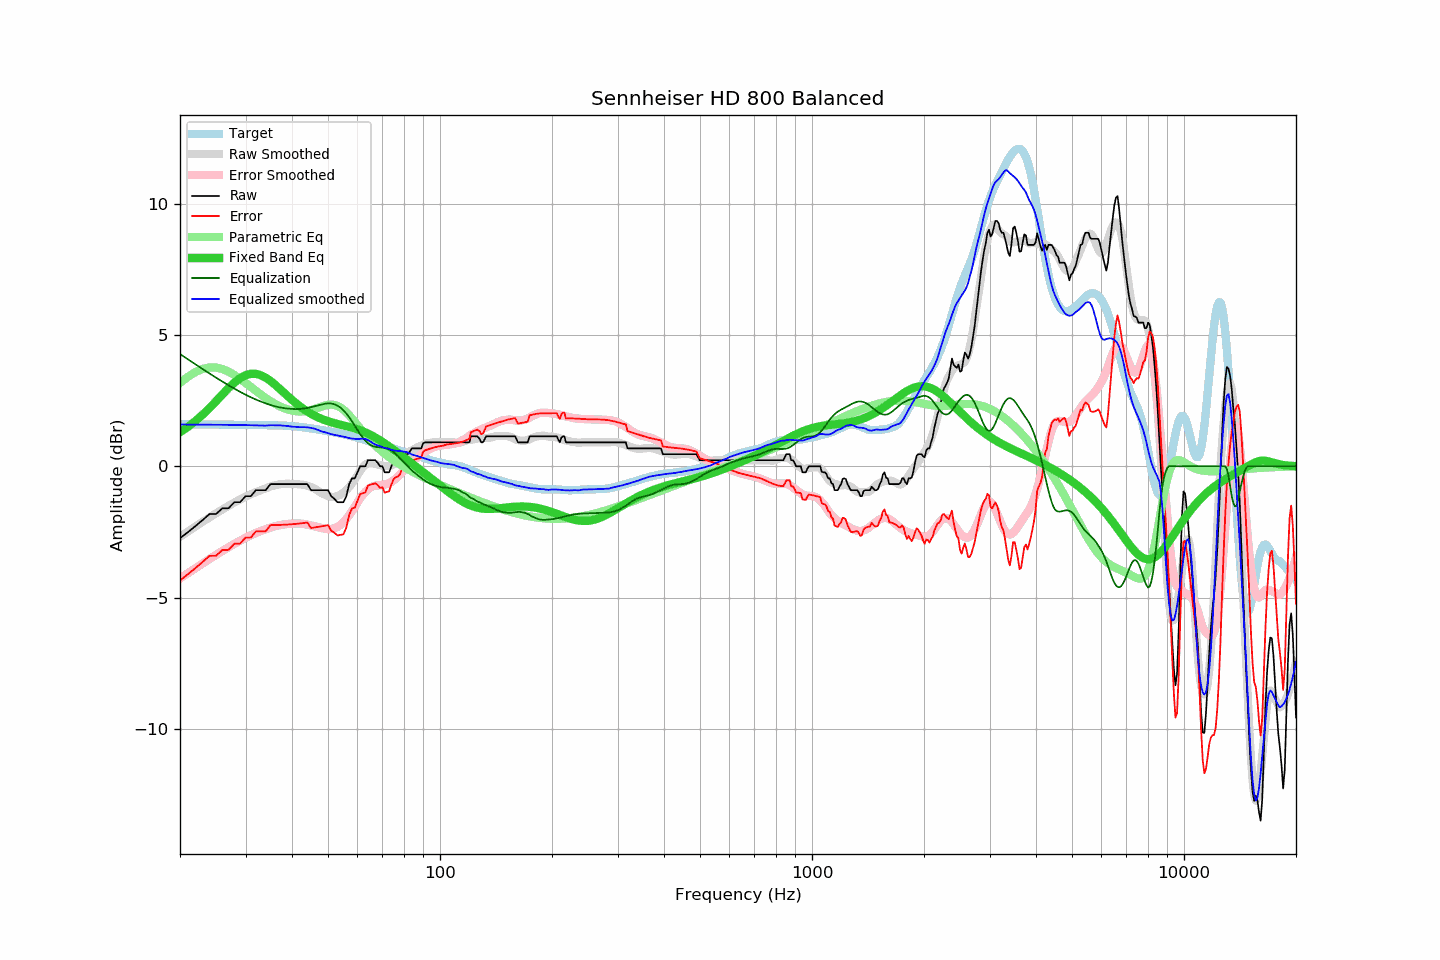 Sennheiser HD 800 Balanced
Target
Raw Smoothed
Error Smoothed
Raw
Error
Parametric Eq
Fixed Band Eq
Equalization
Equalized smoothed
10
5
0
−5
−10
Amplitude (dBr)
100
1000
10000
Frequency (Hz)